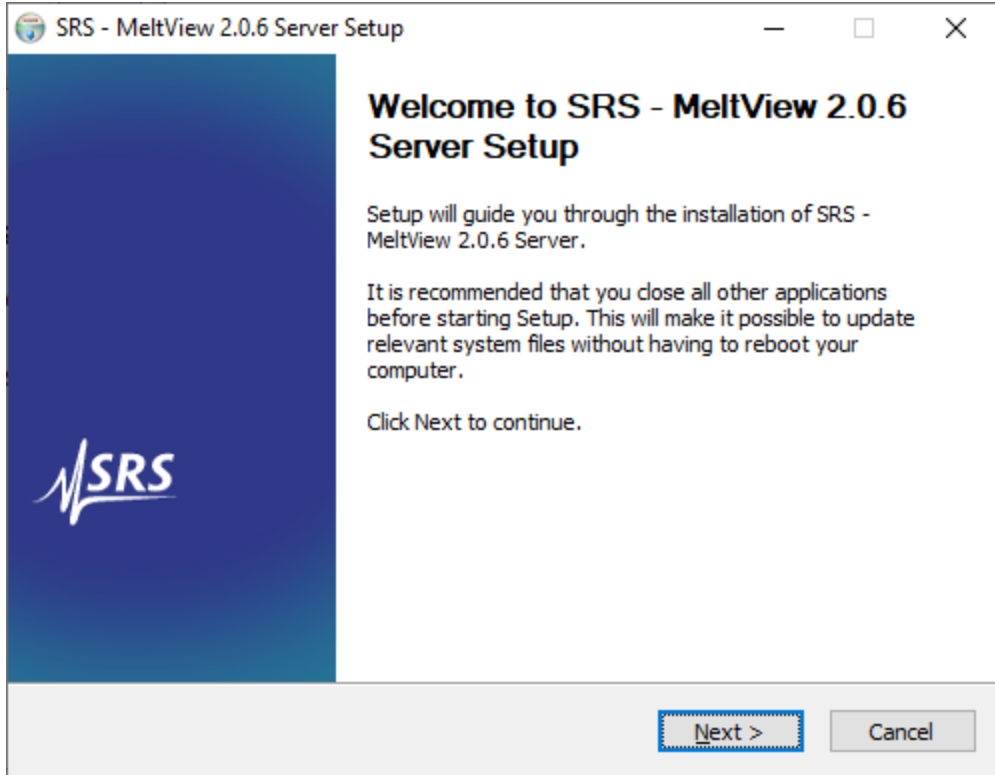 SRS - MeltView 2.0.6 Server Setup
Welcome to SRS - MeltView 2.0.6
Server Setup
Setup will guide you through the installation of SRS -
MeltView 2.0.6 Server.
It is recommended that you close all other applications
before starting Setup. This will make it possible to update
relevant system files without having to reboot your
computer.
Click Next to continue.
SRS
Next >
Cancel